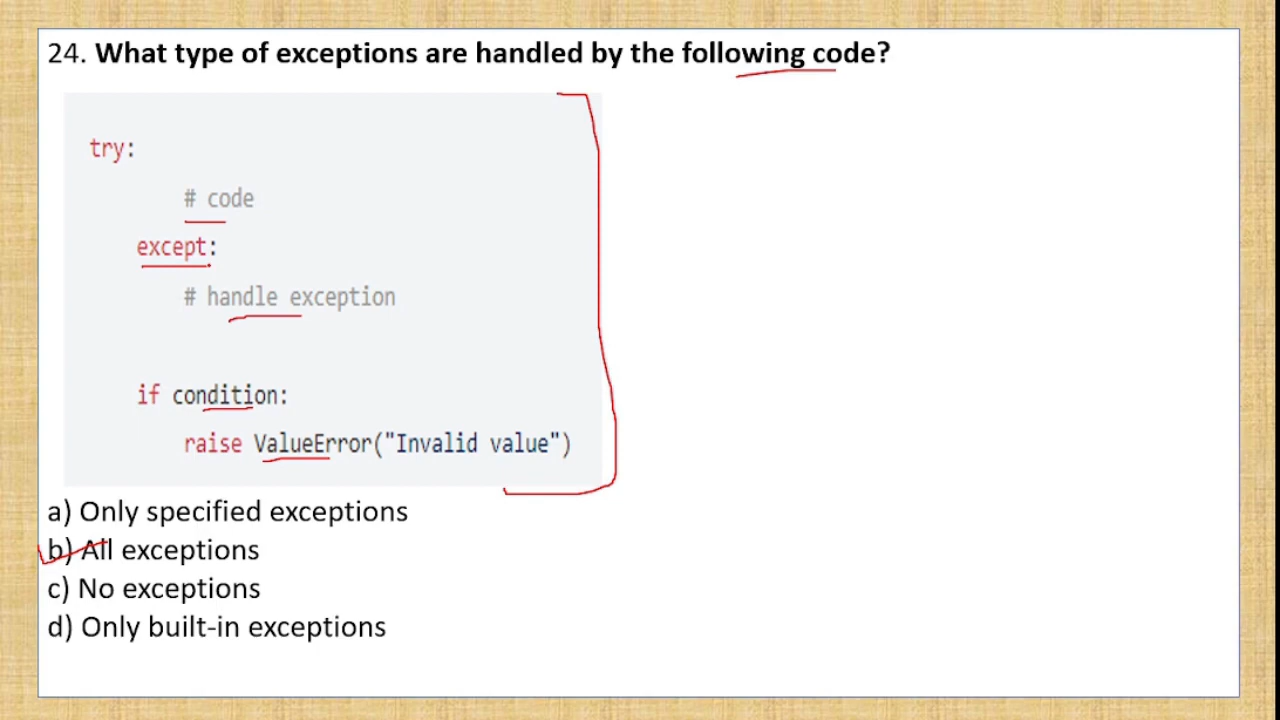 24. What type of exceptions are handled by the following code?
try:
# code
except:
# handle exception
if condition:
raise ValueError("Invalid value")
a) Only specified exceptions
b) All exceptions
c) No exceptions
d) Only built-in exceptions